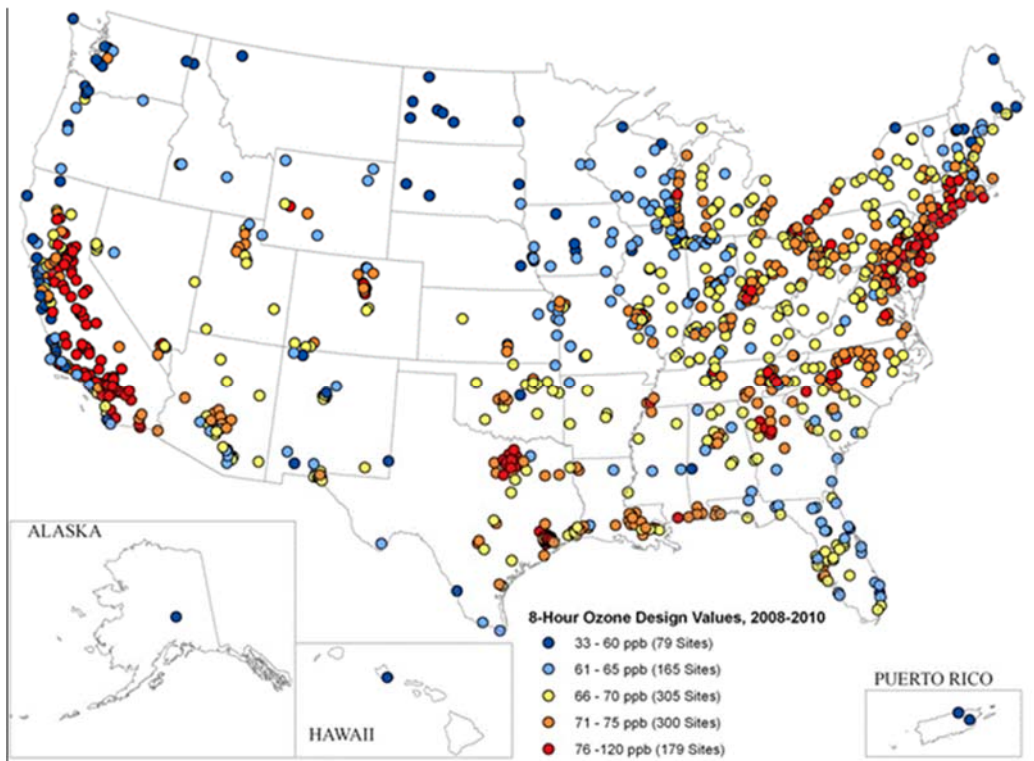 ALASKA
HAWAII
8-Hour Ozone Design Values, 2008-2010
33 - 60 ppb (79 Sites)
61 - 65 ppb (165 Sites)
66 - 70 ppb (305 Sites)
71 - 75 ppb (300 Sites)
76 -120 ppb (179 Sites)
PUERTO RICO